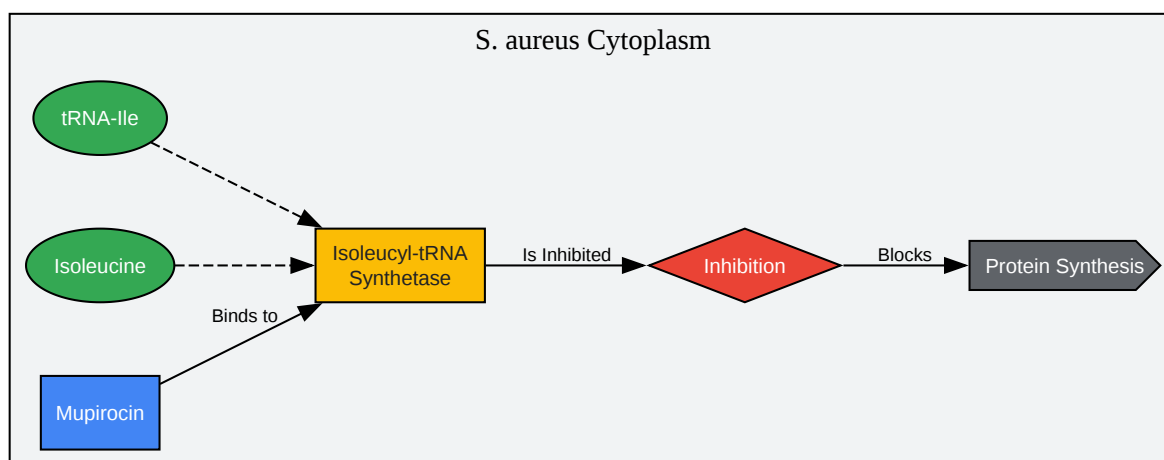 S. aureus Cytoplasm
tRNA-Ile
Isoleucine
Isoleucyl-tRNA
Synthetase
Is Inhibited
Inhibition
Blocks
Protein Synthesis
Binds to
Mupirocin